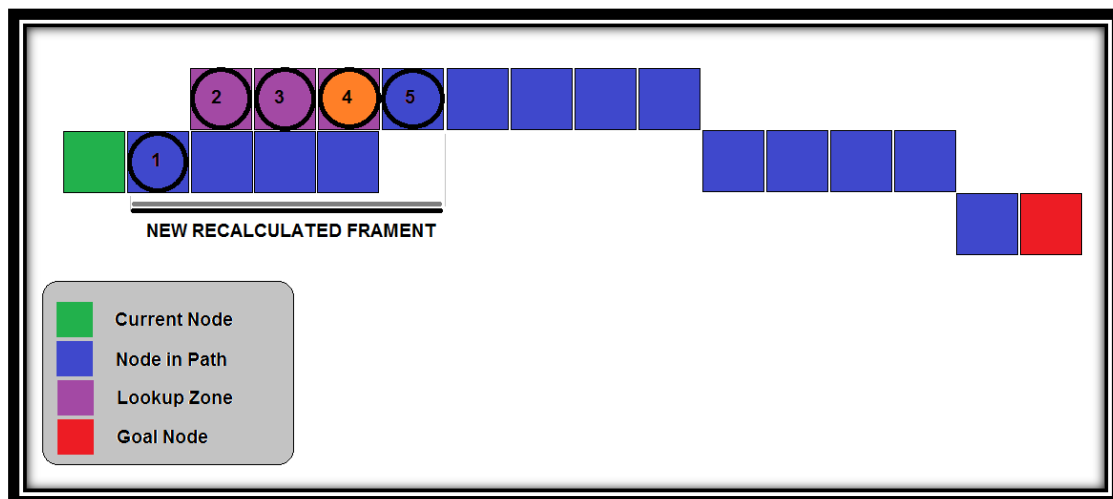 2 3 4 5
1
NEW RECALCULATED FRAMENT
Current Node
Node in Path
Lookup Zone
Goal Node